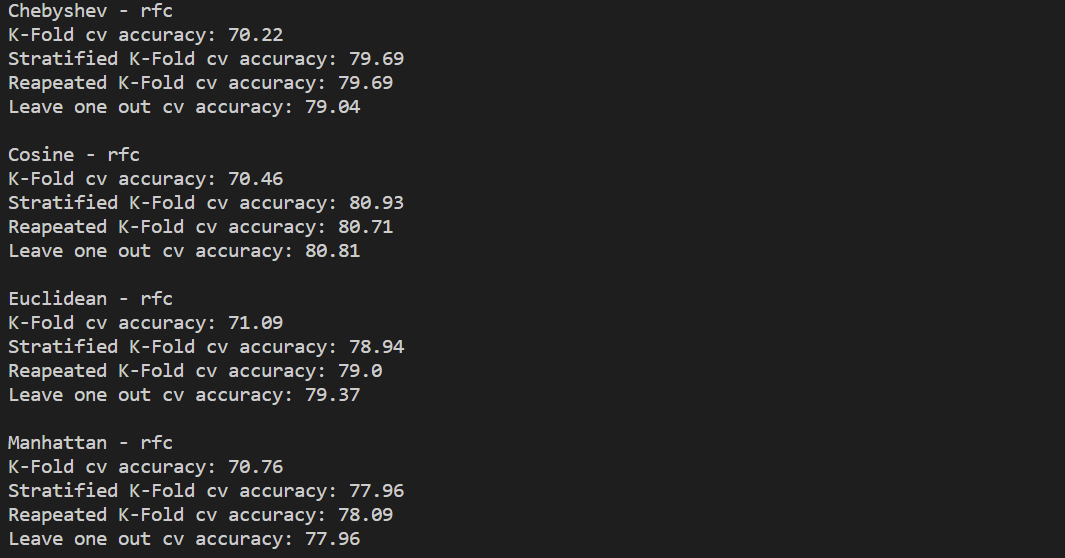 Chebyshev - rfc
K-Fold cv accuracy: 70.22
Stratified K-Fold cv accuracy: 79.69
Reapeated K-Fold cv accuracy: 79.69
Leave one out cv accuracy: 79.04
Cosine - rfc
K-Fold cv accuracy: 70.46
Stratified K-Fold cv accuracy: 80.93
Reapeated K-Fold cv accuracy: 80.71
Leave one out cv accuracy: 80.81
Euclidean - rfc
K-Fold cv accuracy: 71.09
Stratified K-Fold cv accuracy: 78.94
Reapeated K-Fold cv accuracy: 79.0
Leave one out cv accuracy: 79.37
Manhattan - rfc
K-Fold cv accuracy: 70.76
Stratified K-Fold cv accuracy: 77.96
Reapeated K-Fold cv accuracy: 78.09
Leave one out cv accuracy: 77.96